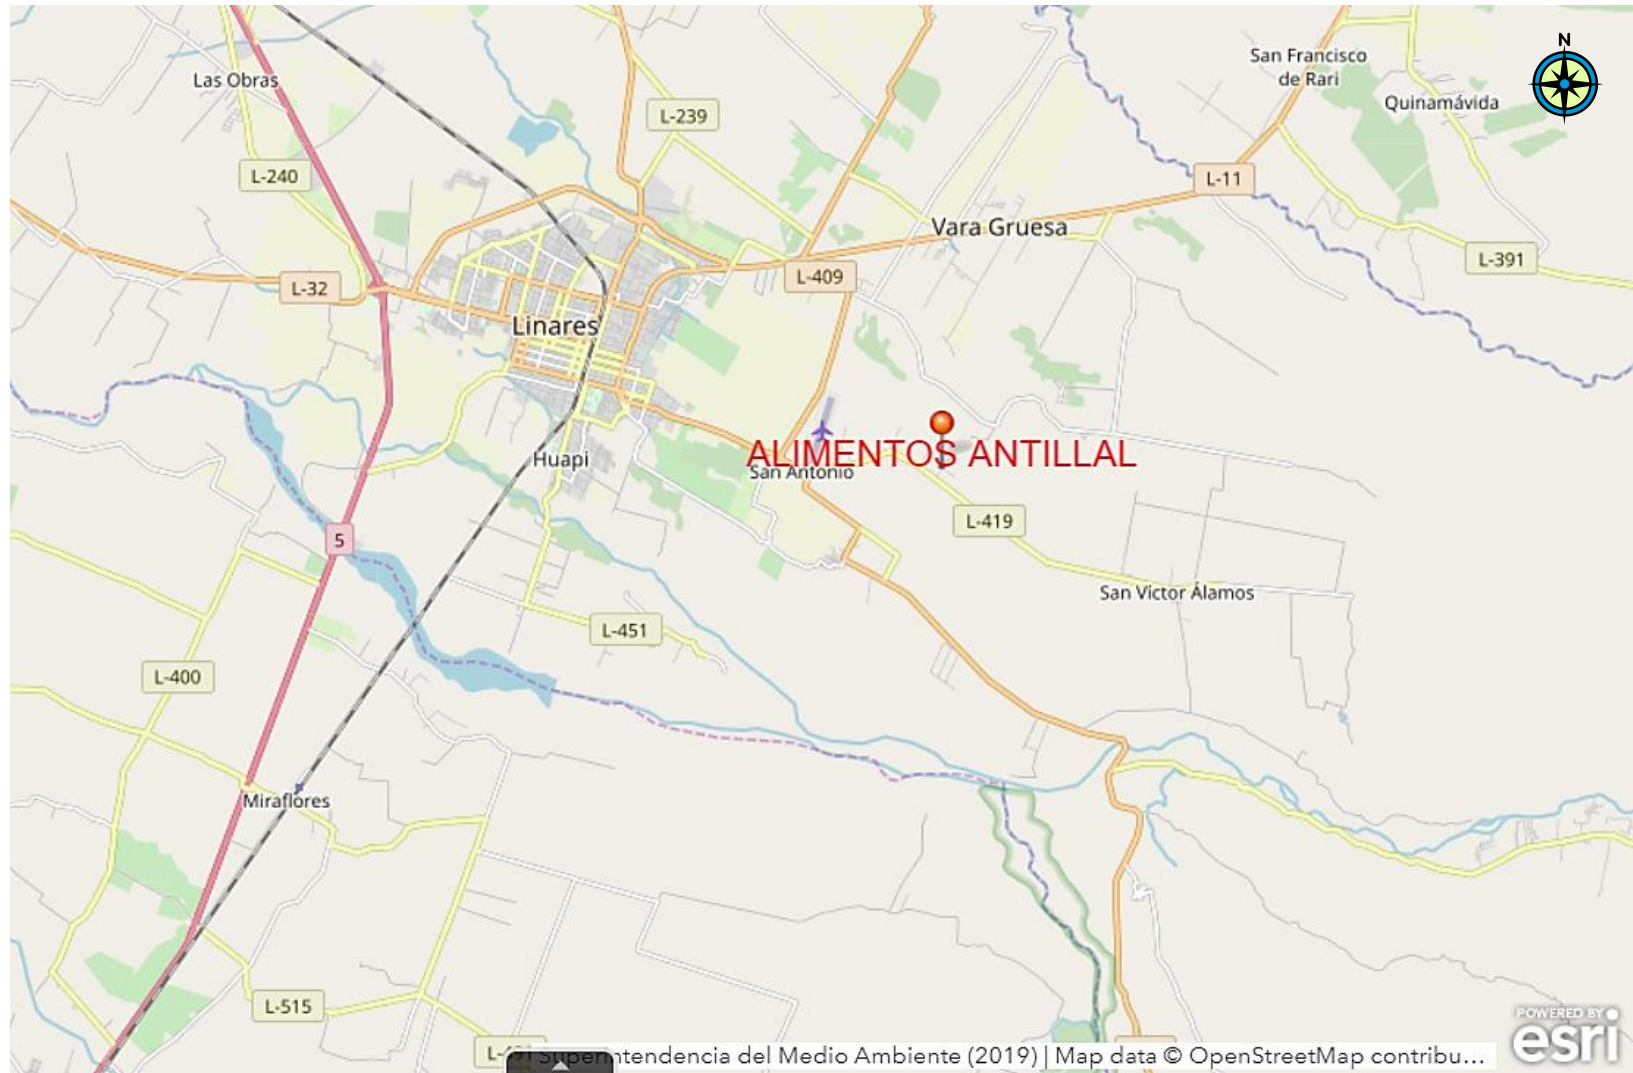 N
San Francisco
de Rari
Las Obras
Quinamávida
L-239
L-240
L-11
Vara Gruesa
L-391
L-409
L-32
Linares
ALIMENTOS ANTILLAL
Huapi
San Antonio
L-419
5
San Victor Álamos
L-451
L-400
Miraflores
L-515
POWERED BY
esri
Superintendencia del Medio Ambiente (2019) | Map data © OpenStreetMap contribu...